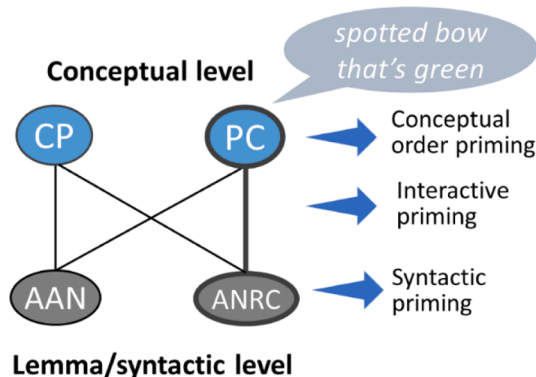 spotted bow
that's green
Conceptual level
CP
PC
Conceptual
order priming
Interactive
priming
AAN
ANRC
Syntactic
priming
Lemma/syntactic level